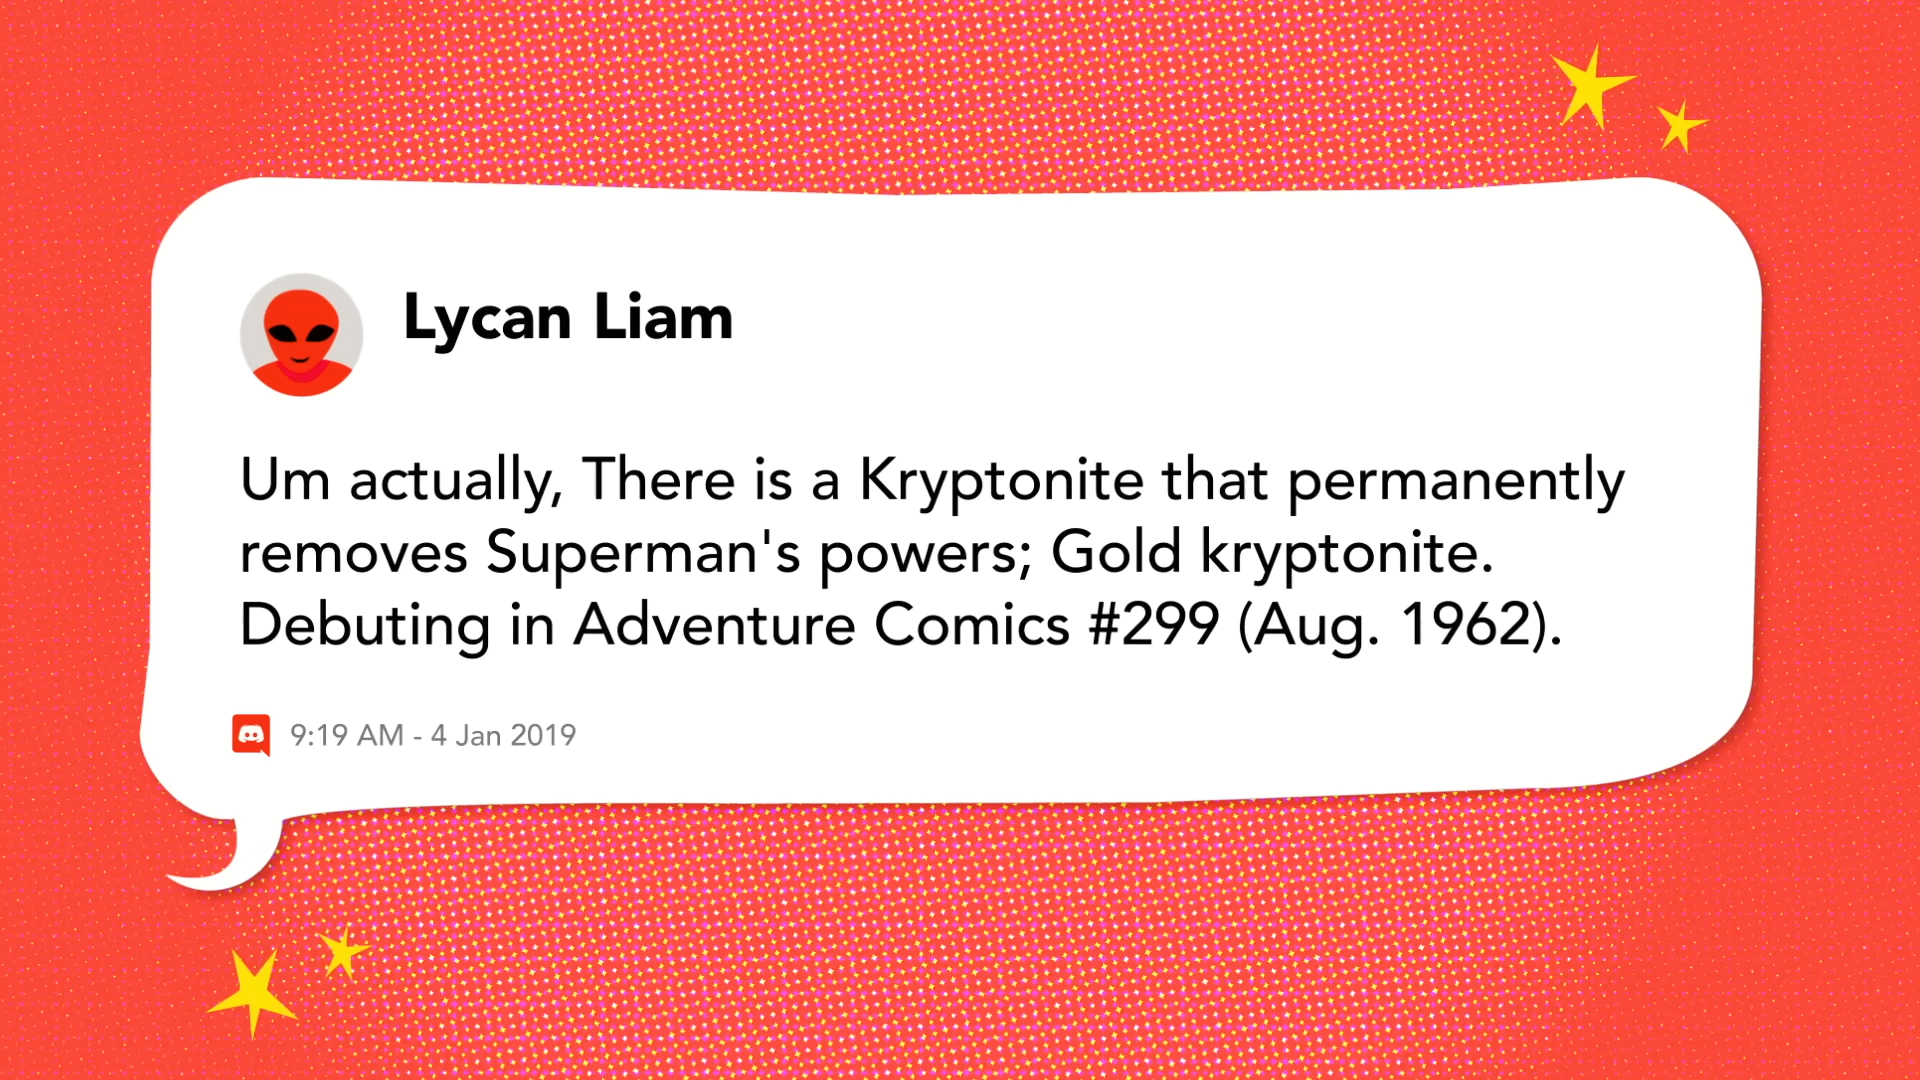 Lycan Liam
Um actually, There is a Kryptonite that permanently
removes Superman's powers; Gold kryptonite.
Debuting in Adventure Comics #299 (Aug. 1962).
9:19 AM - 4 Jan 2019